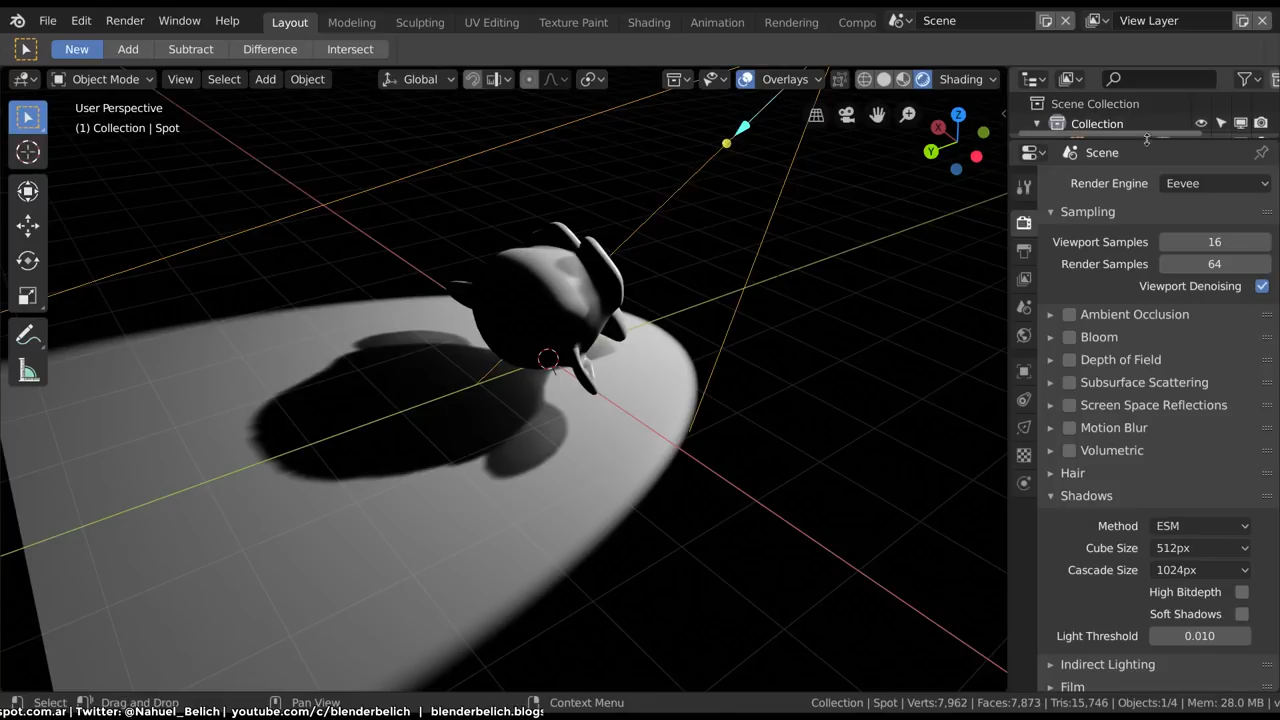 File Edit Render Window Help Layout Modeling Sculpting UV Editing Texture Paint Shading Animation Rendering Compo Scene View Layer
New Add Subtract Difference Intersect
Object Mode View Select Add Object Global Overlays Shading
User Perspective
(1) Collection | Spot
X Y Z
Scene Collection
Collection
Scene
Render Engine Eevee
Sampling
Viewport Samples 16
Render Samples 64
Viewport Denoising
Ambient Occlusion
Bloom
Depth of Field
Subsurface Scattering
Screen Space Reflections
Motion Blur
Volumetric
Hair
Shadows
Method ESM
Cube Size 512px
Cascade Size 1024px
High Bitdepth
Soft Shadows
Light Threshold 0.010
Indirect Lighting
Film
Select Drag and Drop Pan View Context Menu Collection | Spot | Verts:7,962 | Faces:7,873 | Tris:15,746 | Objects:1/4 | Mem: 28.0 MB | v
spot.com.ar | Twitter: @Nahuel_Belich | youtube.com/c/blenderbelich | blenderbelich.blogs